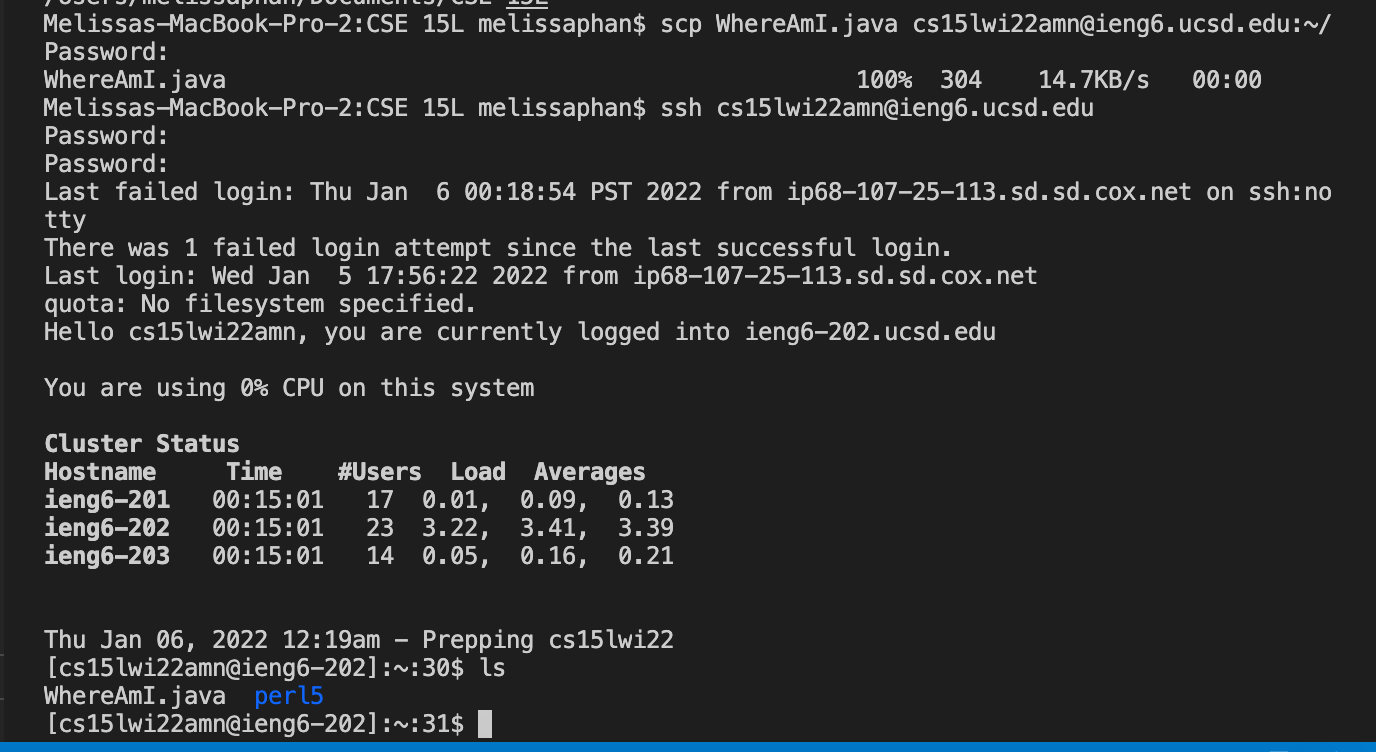 /Users/melissaphan/Documents/CSE 15L
Melissas-MacBook-Pro-2:CSE 15L melissaphan$ scp WhereAmI.java cs15lwi22amn@ieng6.ucsd.edu:~/
Password:
WhereAmI.java 100% 304 14.7KB/s 00:00
Melissas-MacBook-Pro-2:CSE 15L melissaphan$ ssh cs15lwi22amn@ieng6.ucsd.edu
Password:
Password:
Last failed login: Thu Jan  6 00:18:54 PST 2022 from ip68-107-25-113.sd.sd.cox.net on ssh:no
tty
There was 1 failed login attempt since the last successful login.
Last login: Wed Jan  5 17:56:22 2022 from ip68-107-25-113.sd.sd.cox.net
quota: No filesystem specified.
Hello cs15lwi22amn, you are currently logged into ieng6-202.ucsd.edu
You are using 0% CPU on this system
Cluster Status
Hostname     Time    #Users  Load  Averages
ieng6-201   00:15:01   17  0.01,  0.09,  0.13
ieng6-202   00:15:01   23  3.22,  3.41,  3.39
ieng6-203   00:15:01   14  0.05,  0.16,  0.21
Thu Jan 06, 2022 12:19am - Prepping cs15lwi22
[cs15lwi22amn@ieng6-202]:~:30$ ls
WhereAmI.java  perl5
[cs15lwi22amn@ieng6-202]:~:31$